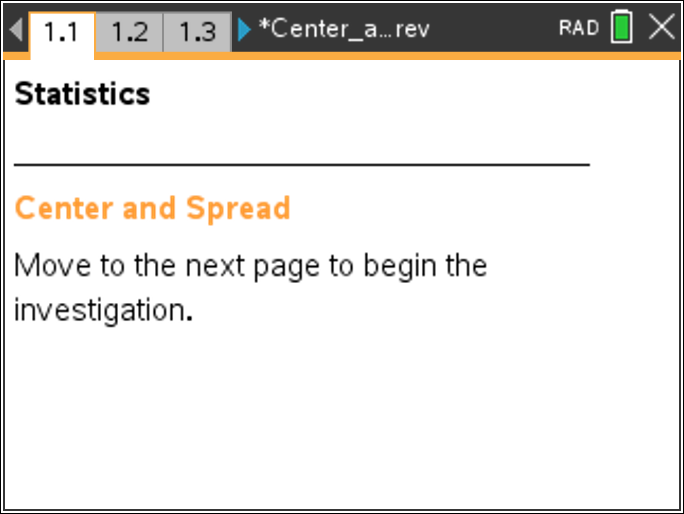 1.1 1.2 1.3 *Center_a...rev RAD
Statistics
Center and Spread
Move to the next page to begin the
investigation.